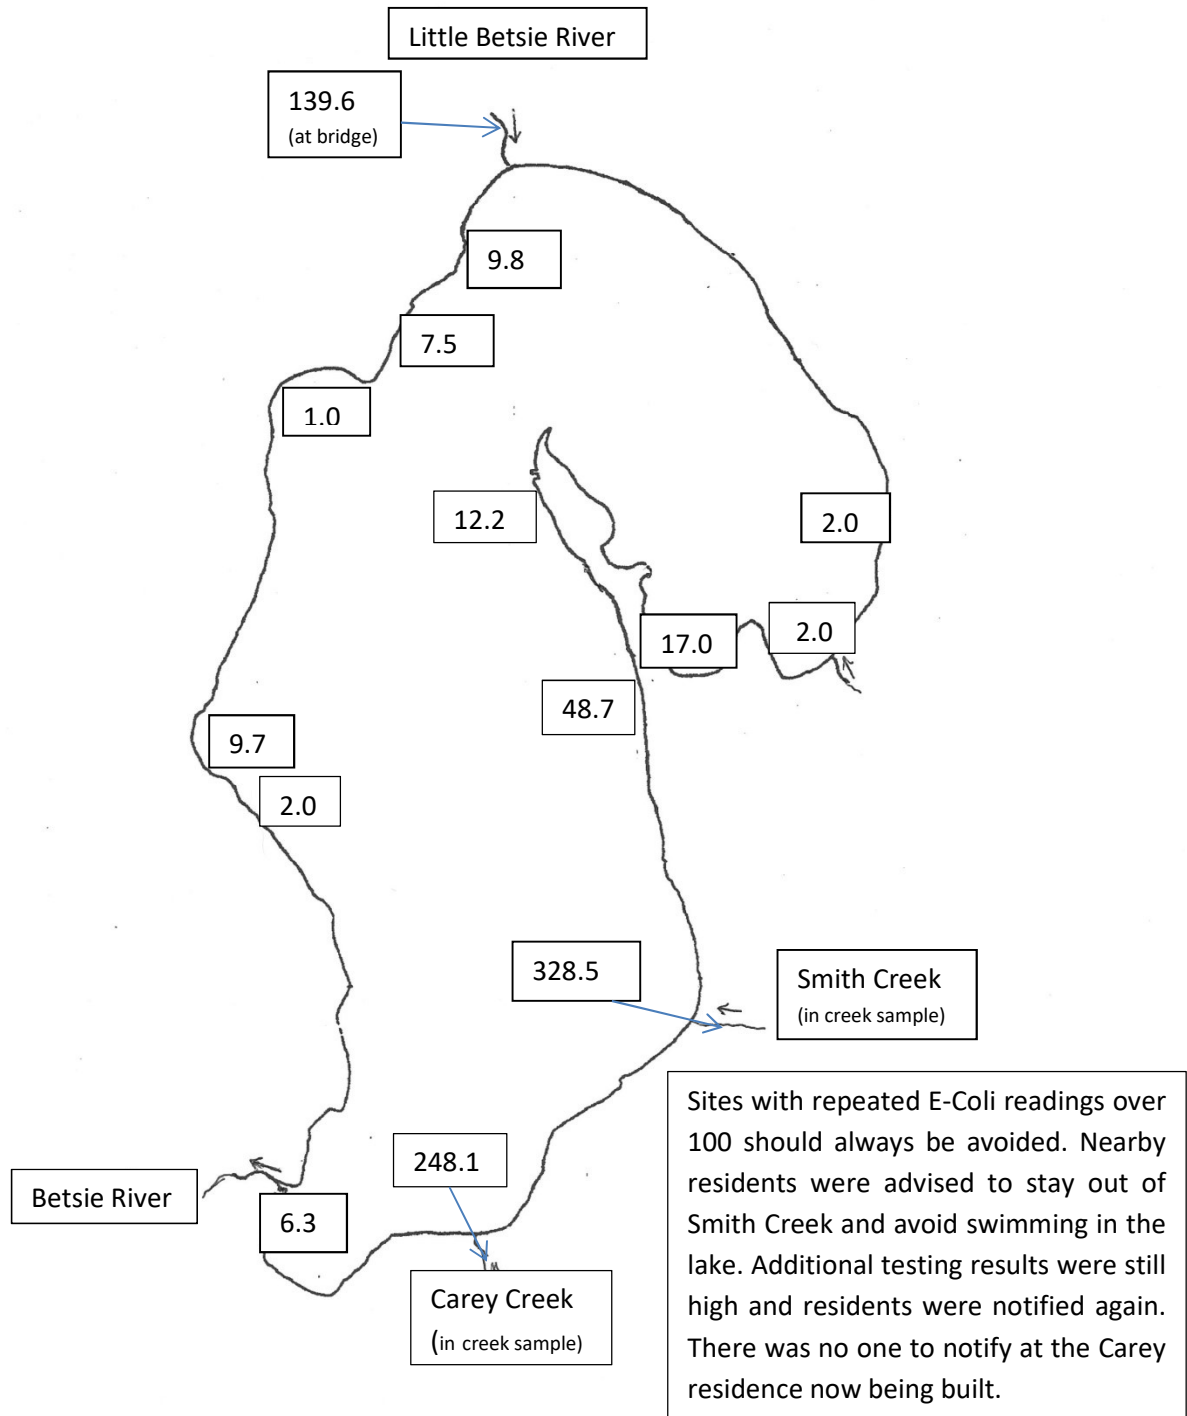 Little Betsie River
139.6
(at bridge)
9.8
7.5
1.0
12.2
2.0
2.0
17.0
48.7
9.7
2.0
328.5
Smith Creek
(in creek sample)
248.1
Betsie River
6.3
Carey Creek
(in creek sample)
Sites with repeated E-Coli readings over
100 should always be avoided. Nearby
residents were advised to stay out of
Smith Creek and avoid swimming in the
lake. Additional testing results were still
high and residents were notified again.
There was no one to notify at the Carey
residence now being built.